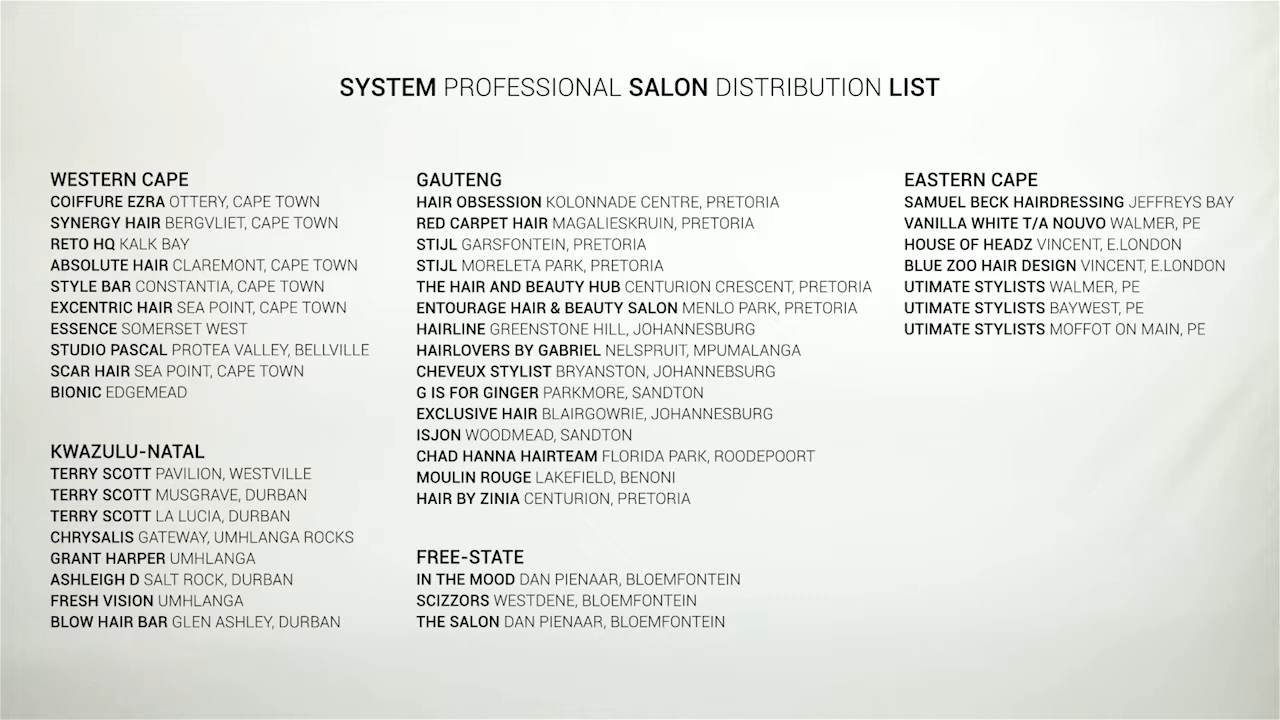 SYSTEM PROFESSIONAL SALON DISTRIBUTION LIST
WESTERN CAPE
COIFFURE EZRA OTTERY, CAPE TOWN
SYNERGY HAIR BERGVLIET, CAPE TOWN
RETO HQ KALK BAY
ABSOLUTE HAIR CLAREMONT, CAPE TOWN
STYLE BAR CONSTANTIA, CAPE TOWN
EXCENTRIC HAIR SEA POINT, CAPE TOWN
ESSENCE SOMERSET WEST
STUDIO PASCAL PROTEA VALLEY, BELLVILLE
SCAR HAIR SEA POINT, CAPE TOWN
BIONIC EDGEMEAD
KWAZULU-NATAL
TERRY SCOTT PAVILION, WESTVILLE
TERRY SCOTT MUSGRAVE, DURBAN
TERRY SCOTT LA LUCIA, DURBAN
CHRYSALIS GATEWAY, UMHLANGA ROCKS
GRANT HARPER UMHLANGA
ASHLEIGH D SALT ROCK, DURBAN
FRESH VISION UMHLANGA
BLOW HAIR BAR GLEN ASHLEY, DURBAN
GAUTENG
HAIR OBSESSION KOLONNADE CENTRE, PRETORIA
RED CARPET HAIR MAGALIESKRUIN, PRETORIA
STIJL GARSFONTEIN, PRETORIA
STIJL MORELETA PARK, PRETORIA
THE HAIR AND BEAUTY HUB CENTURION CRESCENT, PRETORIA
ENTOURAGE HAIR & BEAUTY SALON MENLO PARK, PRETORIA
HAIRLINE GREENSTONE HILL, JOHANNESBURG
HAIRLOVERS BY GABRIEL NELSPRUIT, MPUMALANGA
CHEVEUX STYLIST BRYANSTON, JOHANNEBSURG
G IS FOR GINGER PARKMORE, SANDTON
EXCLUSIVE HAIR BLAIRGOWRIE, JOHANNESBURG
ISJON WOODMEAD, SANDTON
CHAD HANNA HAIRTEAM FLORIDA PARK, ROODEPOORT
MOULIN ROUGE LAKEFIELD, BENONI
HAIR BY ZINIA CENTURION, PRETORIA
FREE-STATE
IN THE MOOD DAN PIENAAR, BLOEMFONTEIN
SCIZZORS WESTDENE, BLOEMFONTEIN
THE SALON DAN PIENAAR, BLOEMFONTEIN
EASTERN CAPE
SAMUEL BECK HAIRDRESSING JEFFREYS BAY
VANILLA WHITE T/A NOUVO WALMER, PE
HOUSE OF HEADZ VINCENT, E.LONDON
BLUE ZOO HAIR DESIGN VINCENT, E.LONDON
UTIMATE STYLISTS WALMER, PE
UTIMATE STYLISTS BAYWEST, PE
UTIMATE STYLISTS MOFFOT ON MAIN, PE